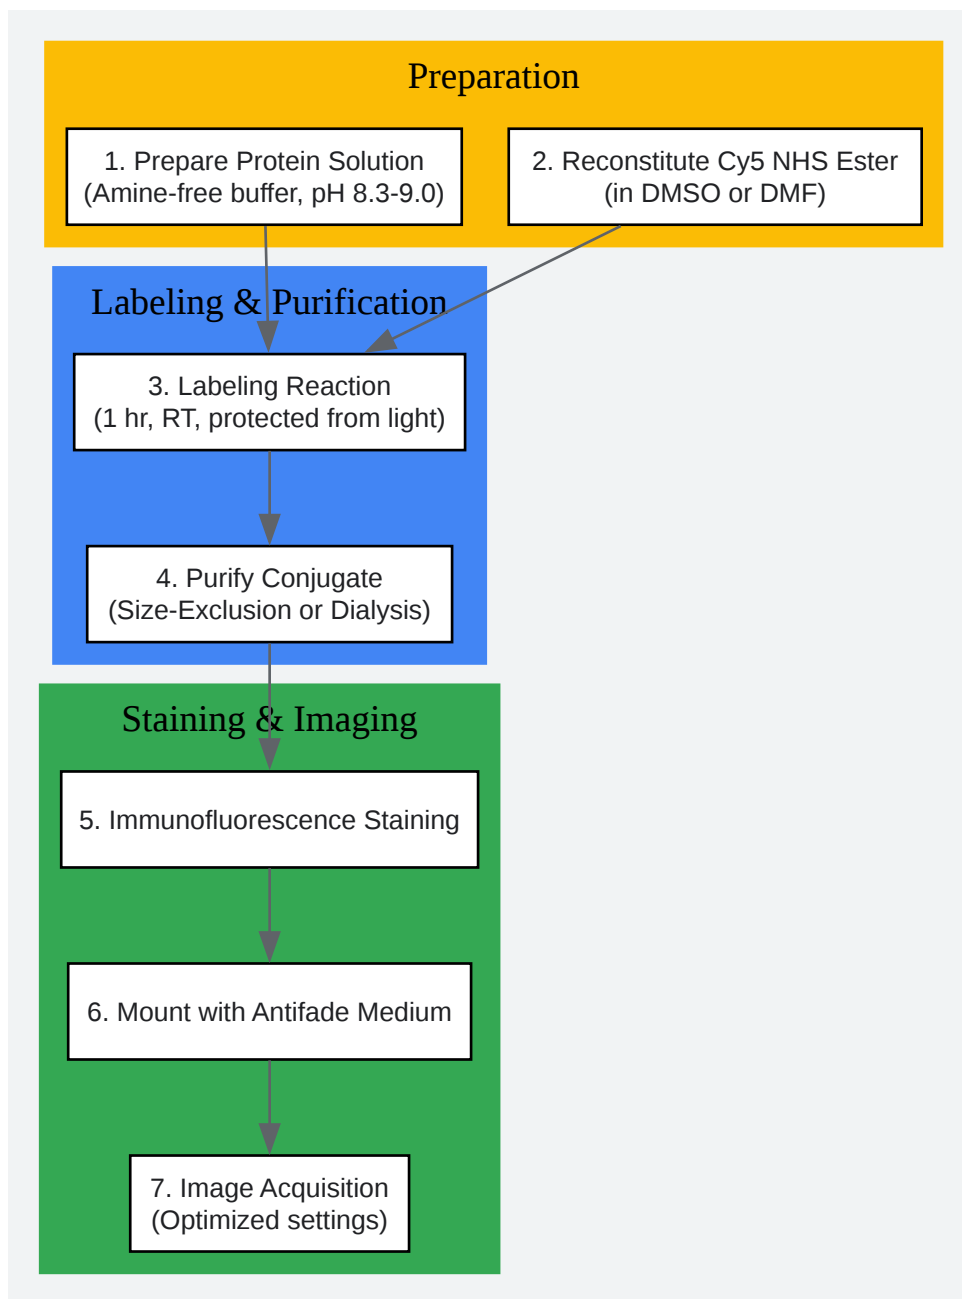 Preparation
1. Prepare Protein Solution
(Amine-free buffer, pH 8.3-9.0)
2. Reconstitute Cy5 NHS Ester
(in DMSO or DMF)
Labeling & Purification
3. Labeling Reaction
(1 hr, RT, protected from light)
4. Purify Conjugate
(Size-Exclusion or Dialysis)
Staining & Imaging
5. Immunofluorescence Staining
6. Mount with Antifade Medium
7. Image Acquisition
(Optimized settings)